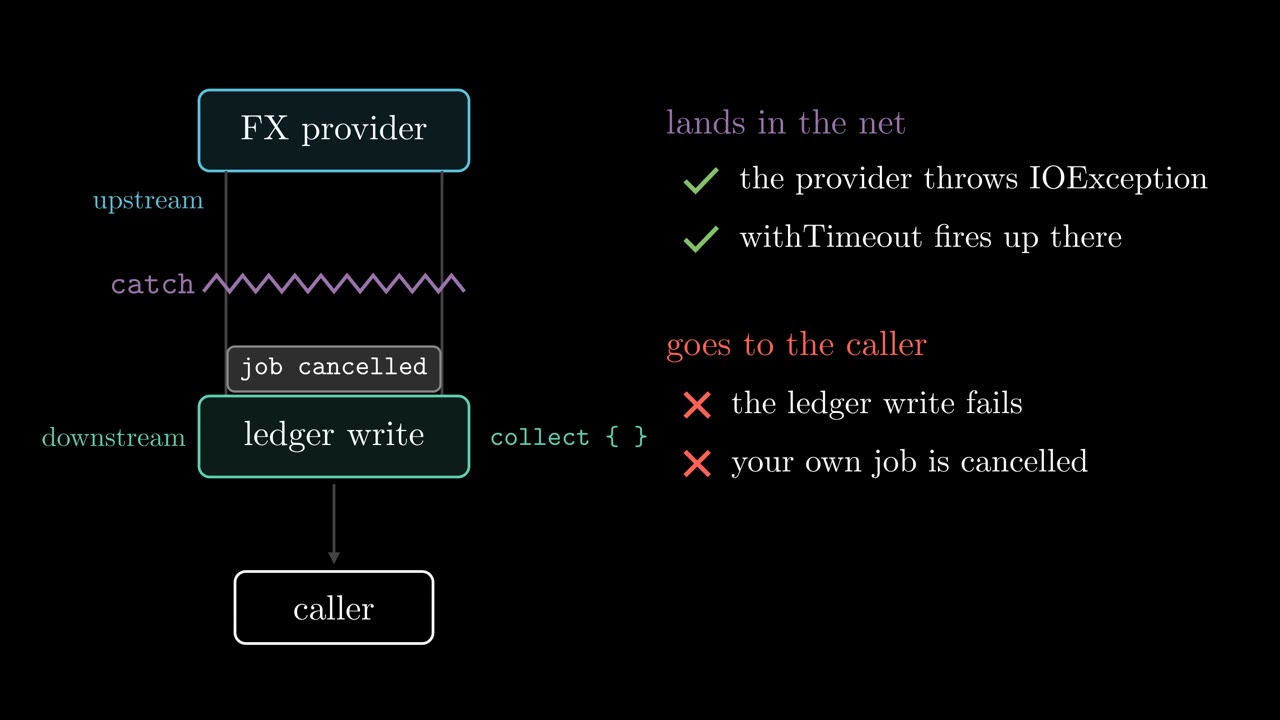 FX provider
upstream
catch
job cancelled
downstream
ledger write
collect { }
caller
lands in the net
the provider throws IOException
withTimeout fires up there
goes to the caller
the ledger write fails
your own job is cancelled